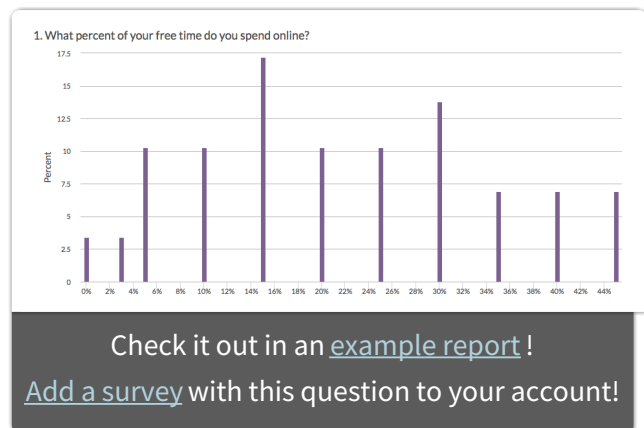 1. What percent of your free time do you spend online?
17.5
15
12.5
10
7.5
5
2.5
0
Percent
0% 2% 4% 6% 8% 10% 12% 14% 16% 18% 20% 22% 24% 26% 28% 30% 32% 34% 36% 38% 40% 42% 44%
Check it out in an example report !
Add a survey with this question to your account!